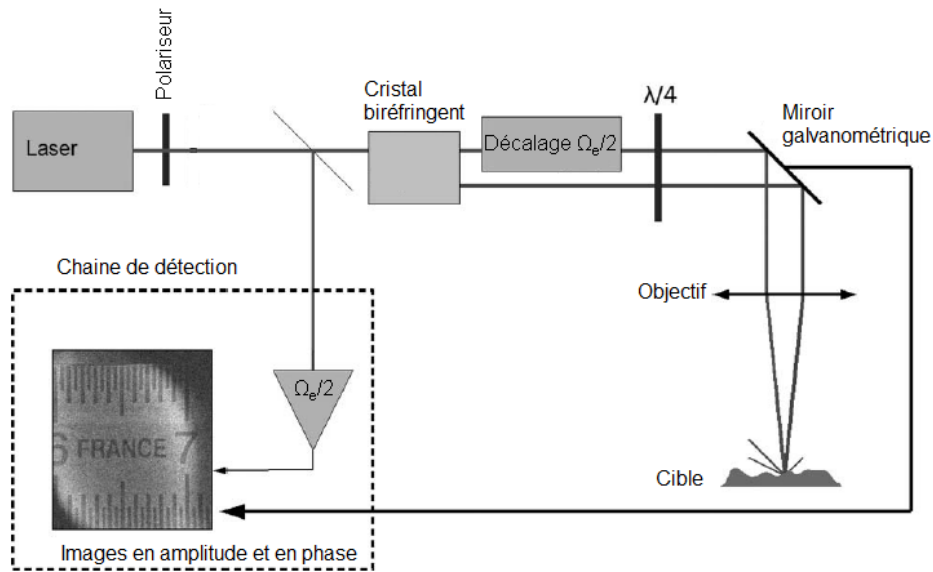 Polariseur
Laser
Cristal
biréfringent
Décalage Ωe/2
λ/4
Miroir
galvanométrique
Chaine de détection
Objectif
Ωe/2
6 FRANCE 7
Cible
Images en amplitude et en phase